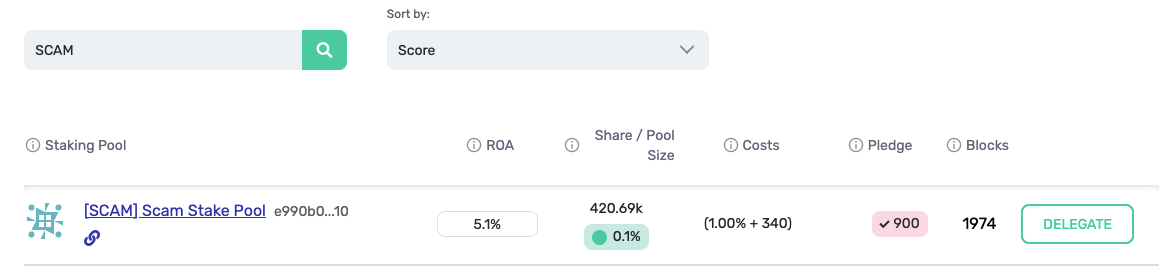 Sort by:
SCAM
Score
Staking Pool
ROA
Share / Pool
Size
Costs
Pledge
Blocks
[SCAM] Scam Stake Pool e990b0...10
5.1%
420.69k
0.1%
(1.00% + 340)
900
1974
DELEGATE